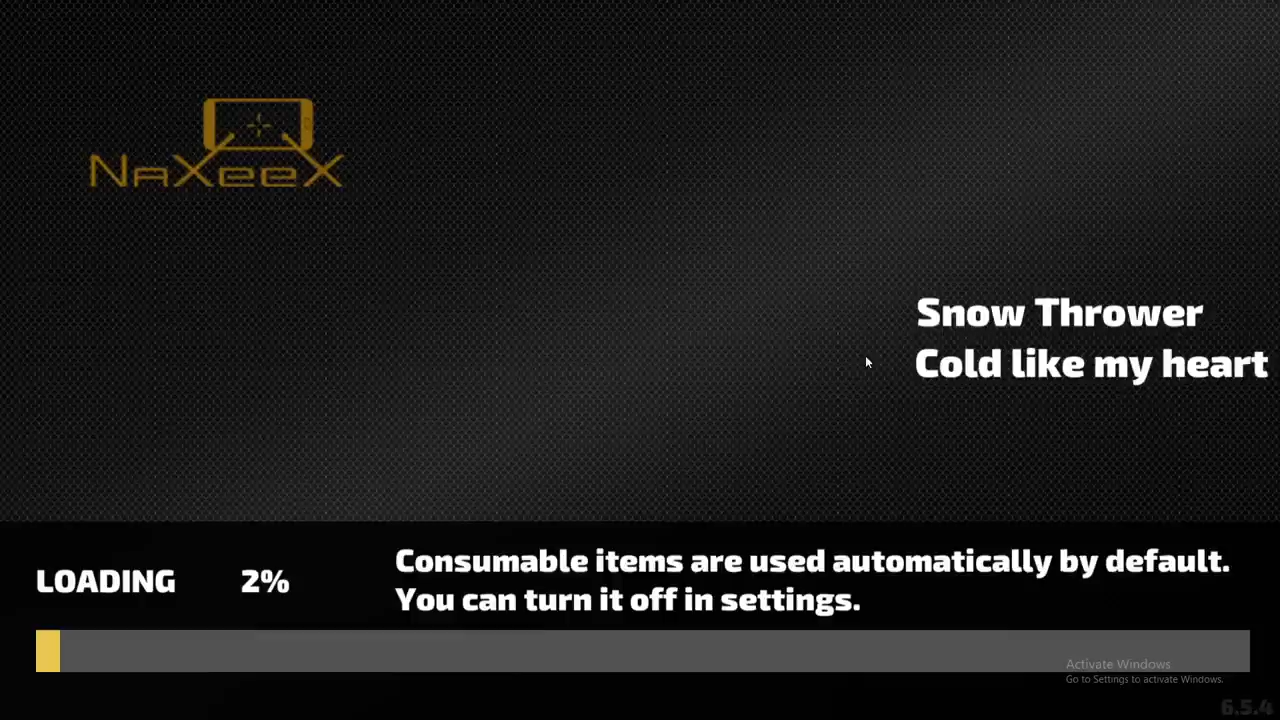 NaXeeX
Snow Thrower
Cold like my heart
LOADING 2%
Consumable items are used automatically by default.
You can turn it off in settings.
Activate Windows
Go to Settings to activate Windows.
6.5.4